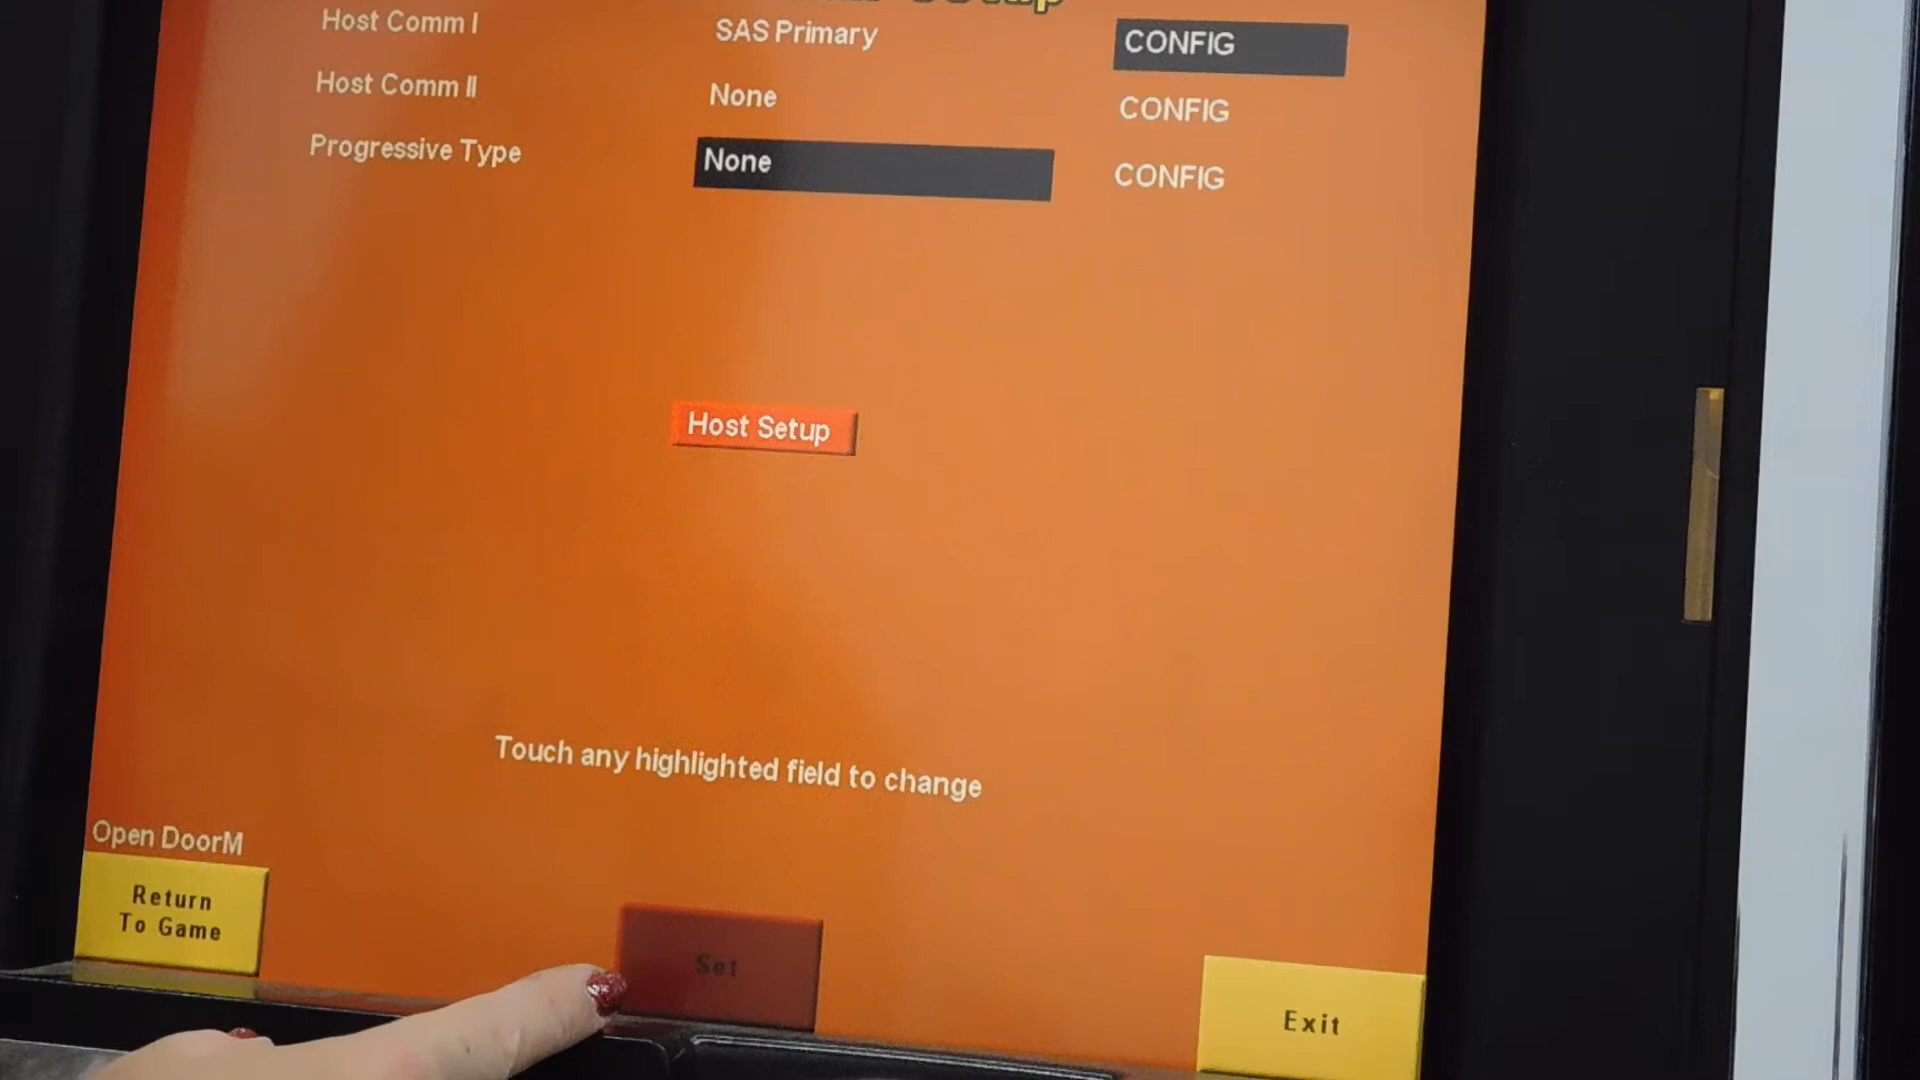 Host Comm I SAS Primary CONFIG
Host Comm II None CONFIG
Progressive Type None CONFIG
Host Setup
Touch any highlighted field to change
Open DoorM
Return
To Game
Set
Exit